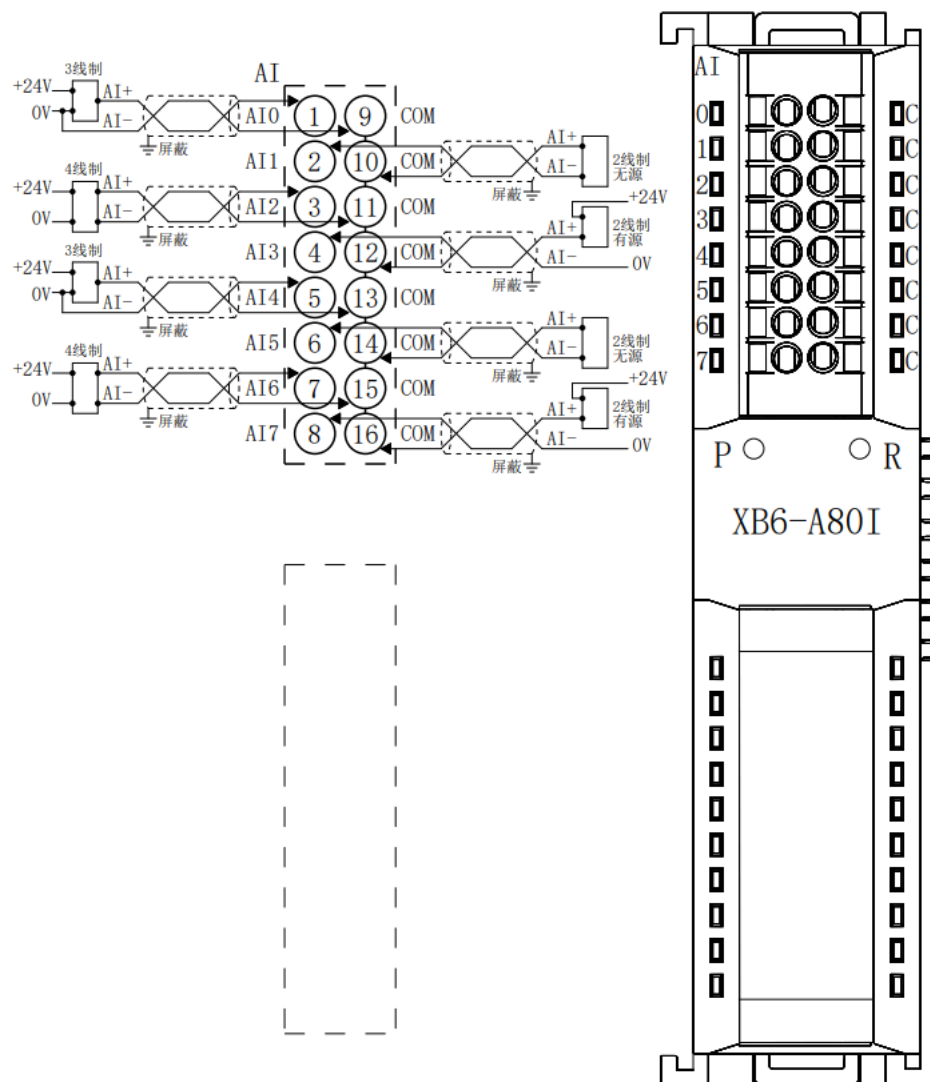 AI
3线制
+24V
0V
AI+
AI-
屏蔽
AI0
1
9
COM
AI1
2
10
COM
AI+
AI-
2线制
无源
屏蔽
4线制
+24V
0V
AI+
AI-
屏蔽
AI2
3
11
COM
+24V
AI3
4
12
COM
AI+
AI-
2线制
有源
0V
屏蔽
3线制
+24V
0V
AI+
AI-
屏蔽
AI4
5
13
COM
AI5
6
14
COM
AI+
AI-
2线制
无源
屏蔽
4线制
+24V
0V
AI+
AI-
屏蔽
AI6
7
15
COM
+24V
AI7
8
16
COM
AI+
AI-
2线制
有源
0V
屏蔽
AI
0 C
1 C
2 C
3 C
4 C
5 C
6 C
7 C
P R
XB6-A80I